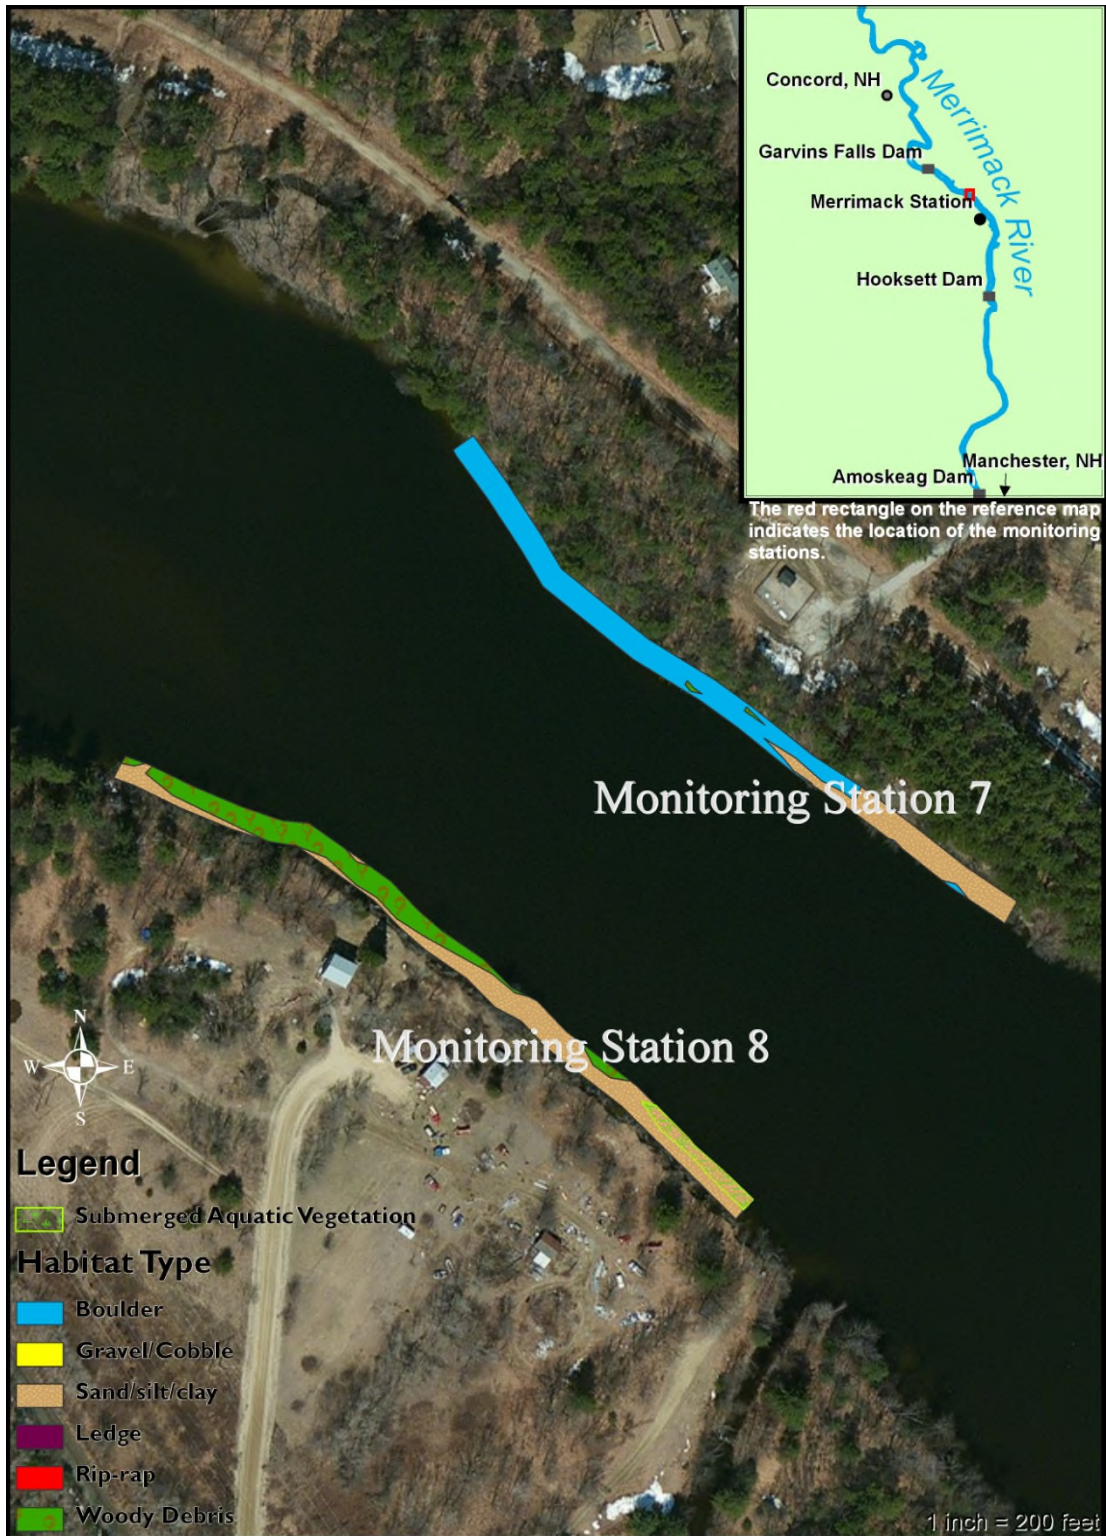 Concord, NH
Merrimack River
Garvins Falls Dam
Merrimack Station
Hooksett Dam
Manchester, NH
Amoskeag Dam
The red rectangle on the reference map
indicates the location of the monitoring
stations.
Monitoring Station 7
Monitoring Station 8
N
W E
S
Legend
Submerged Aquatic Vegetation
Habitat Type
Boulder
Gravel/Cobble
Sand/silt/clay
Ledge
Rip-rap
Woody Debris
1 inch = 200 feet